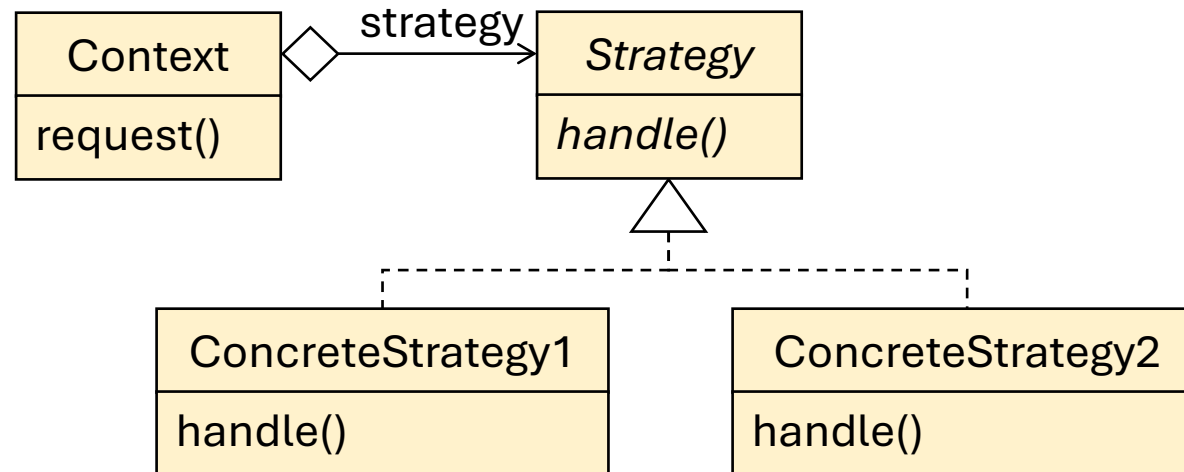 Context
request()
strategy
Strategy
handle()
ConcreteStrategy1
handle()
ConcreteStrategy2
handle()